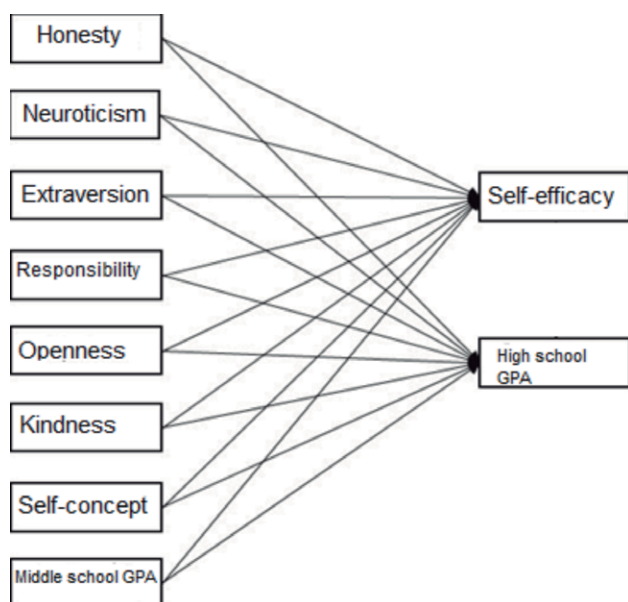 Honesty
Neuroticism
Extraversion
Responsibility
Openness
Kindness
Self-concept
Middle school GPA
Self-efficacy
High school
GPA